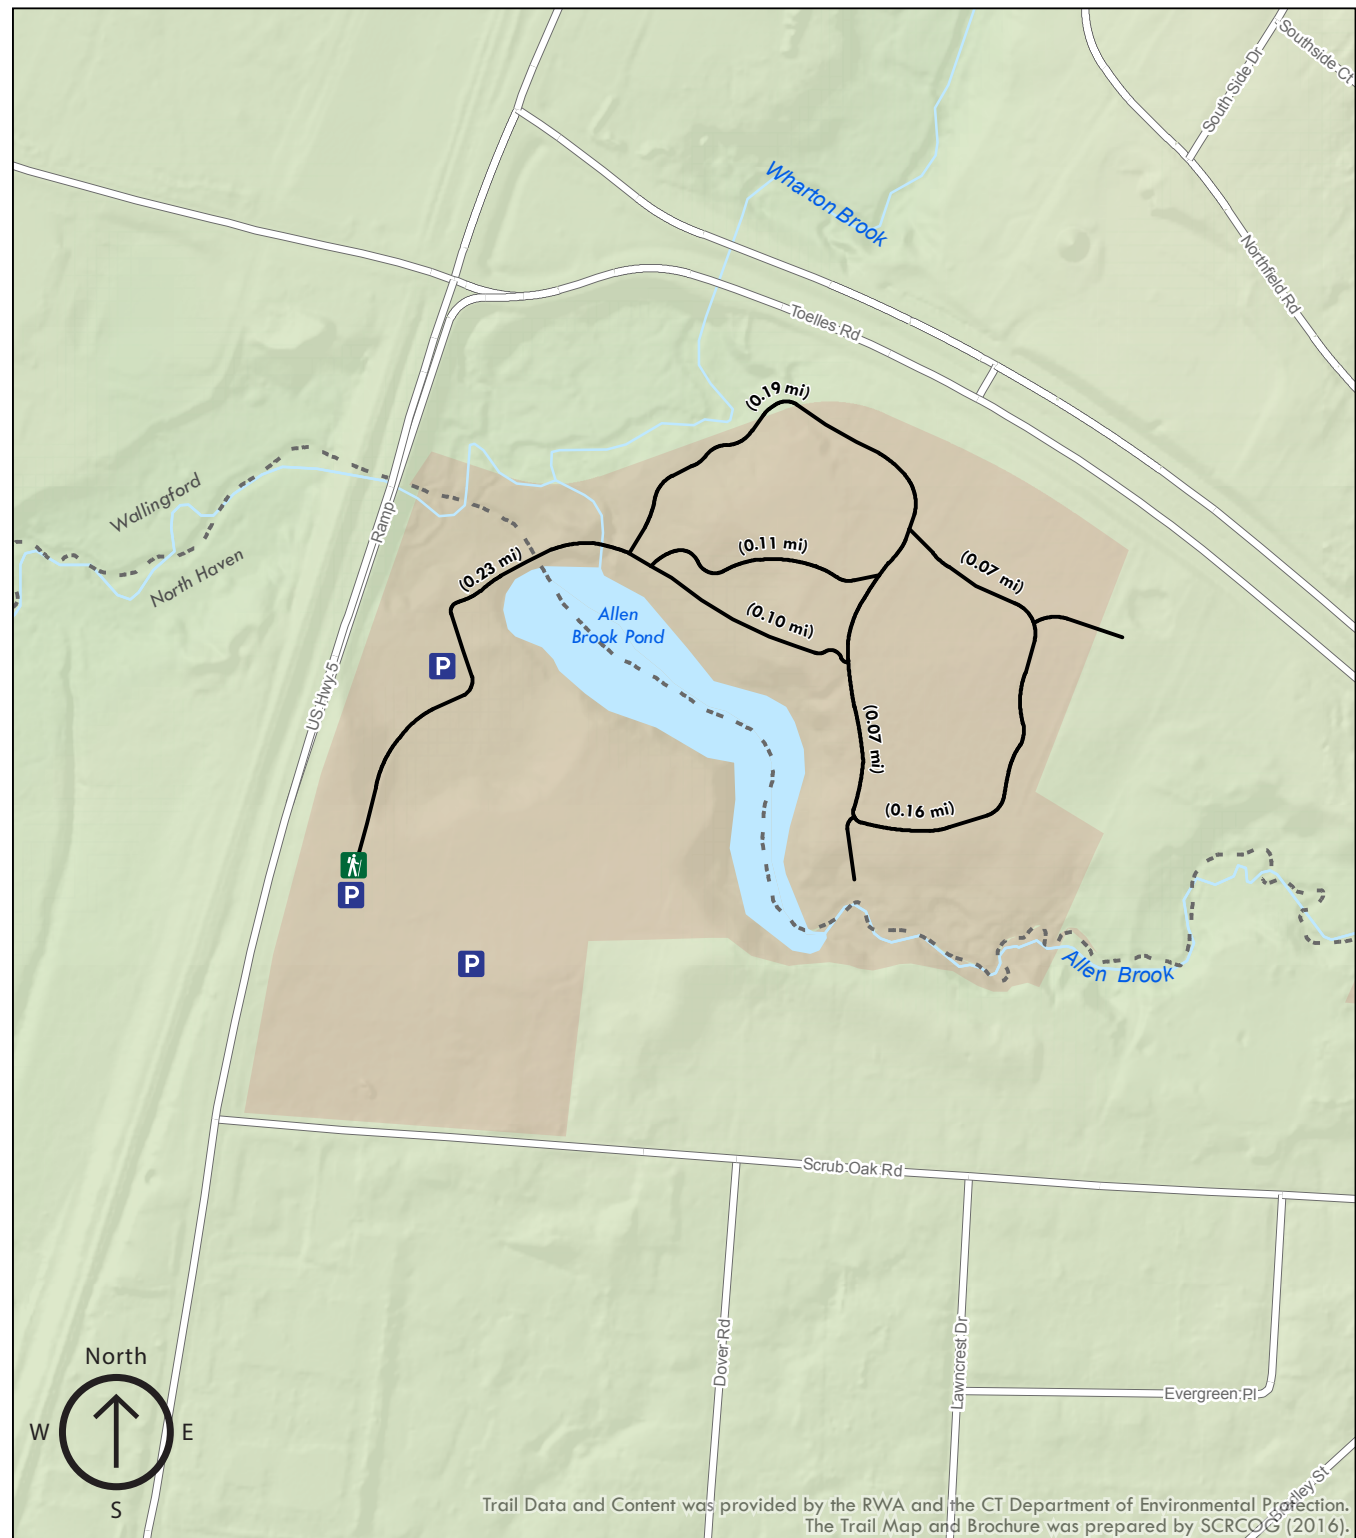 Southside Ct
South Side Dr
Wharton Brook
Northfield Rd
Toelles Rd
(0.19 mi)
Wallingford
Ramp
North Haven
(0.23 mi)
(0.11 mi)
(0.07 mi)
Allen
Brook Pond
(0.10 mi)
P
US Hwy 5
(0.07 mi)
(0.16 mi)
P
P
Allen Brook
Scrub Oak Rd
Dover Rd
Lawncrest Dr
Evergreen Pl
North
W
E
S
Trail Data and Content was provided by the RWA and the CT Department of Environmental Protection.
The Trail Map and Brochure was prepared by SCRCOG (2016).